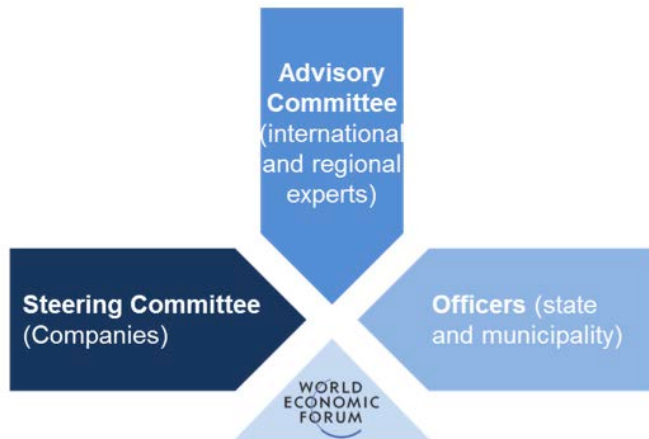 Advisory
Committee
(international
and regional
experts)
Steering Committee
(Companies)
Officers (state
and municipality)
WORLD
ECONOMIC
FORUM